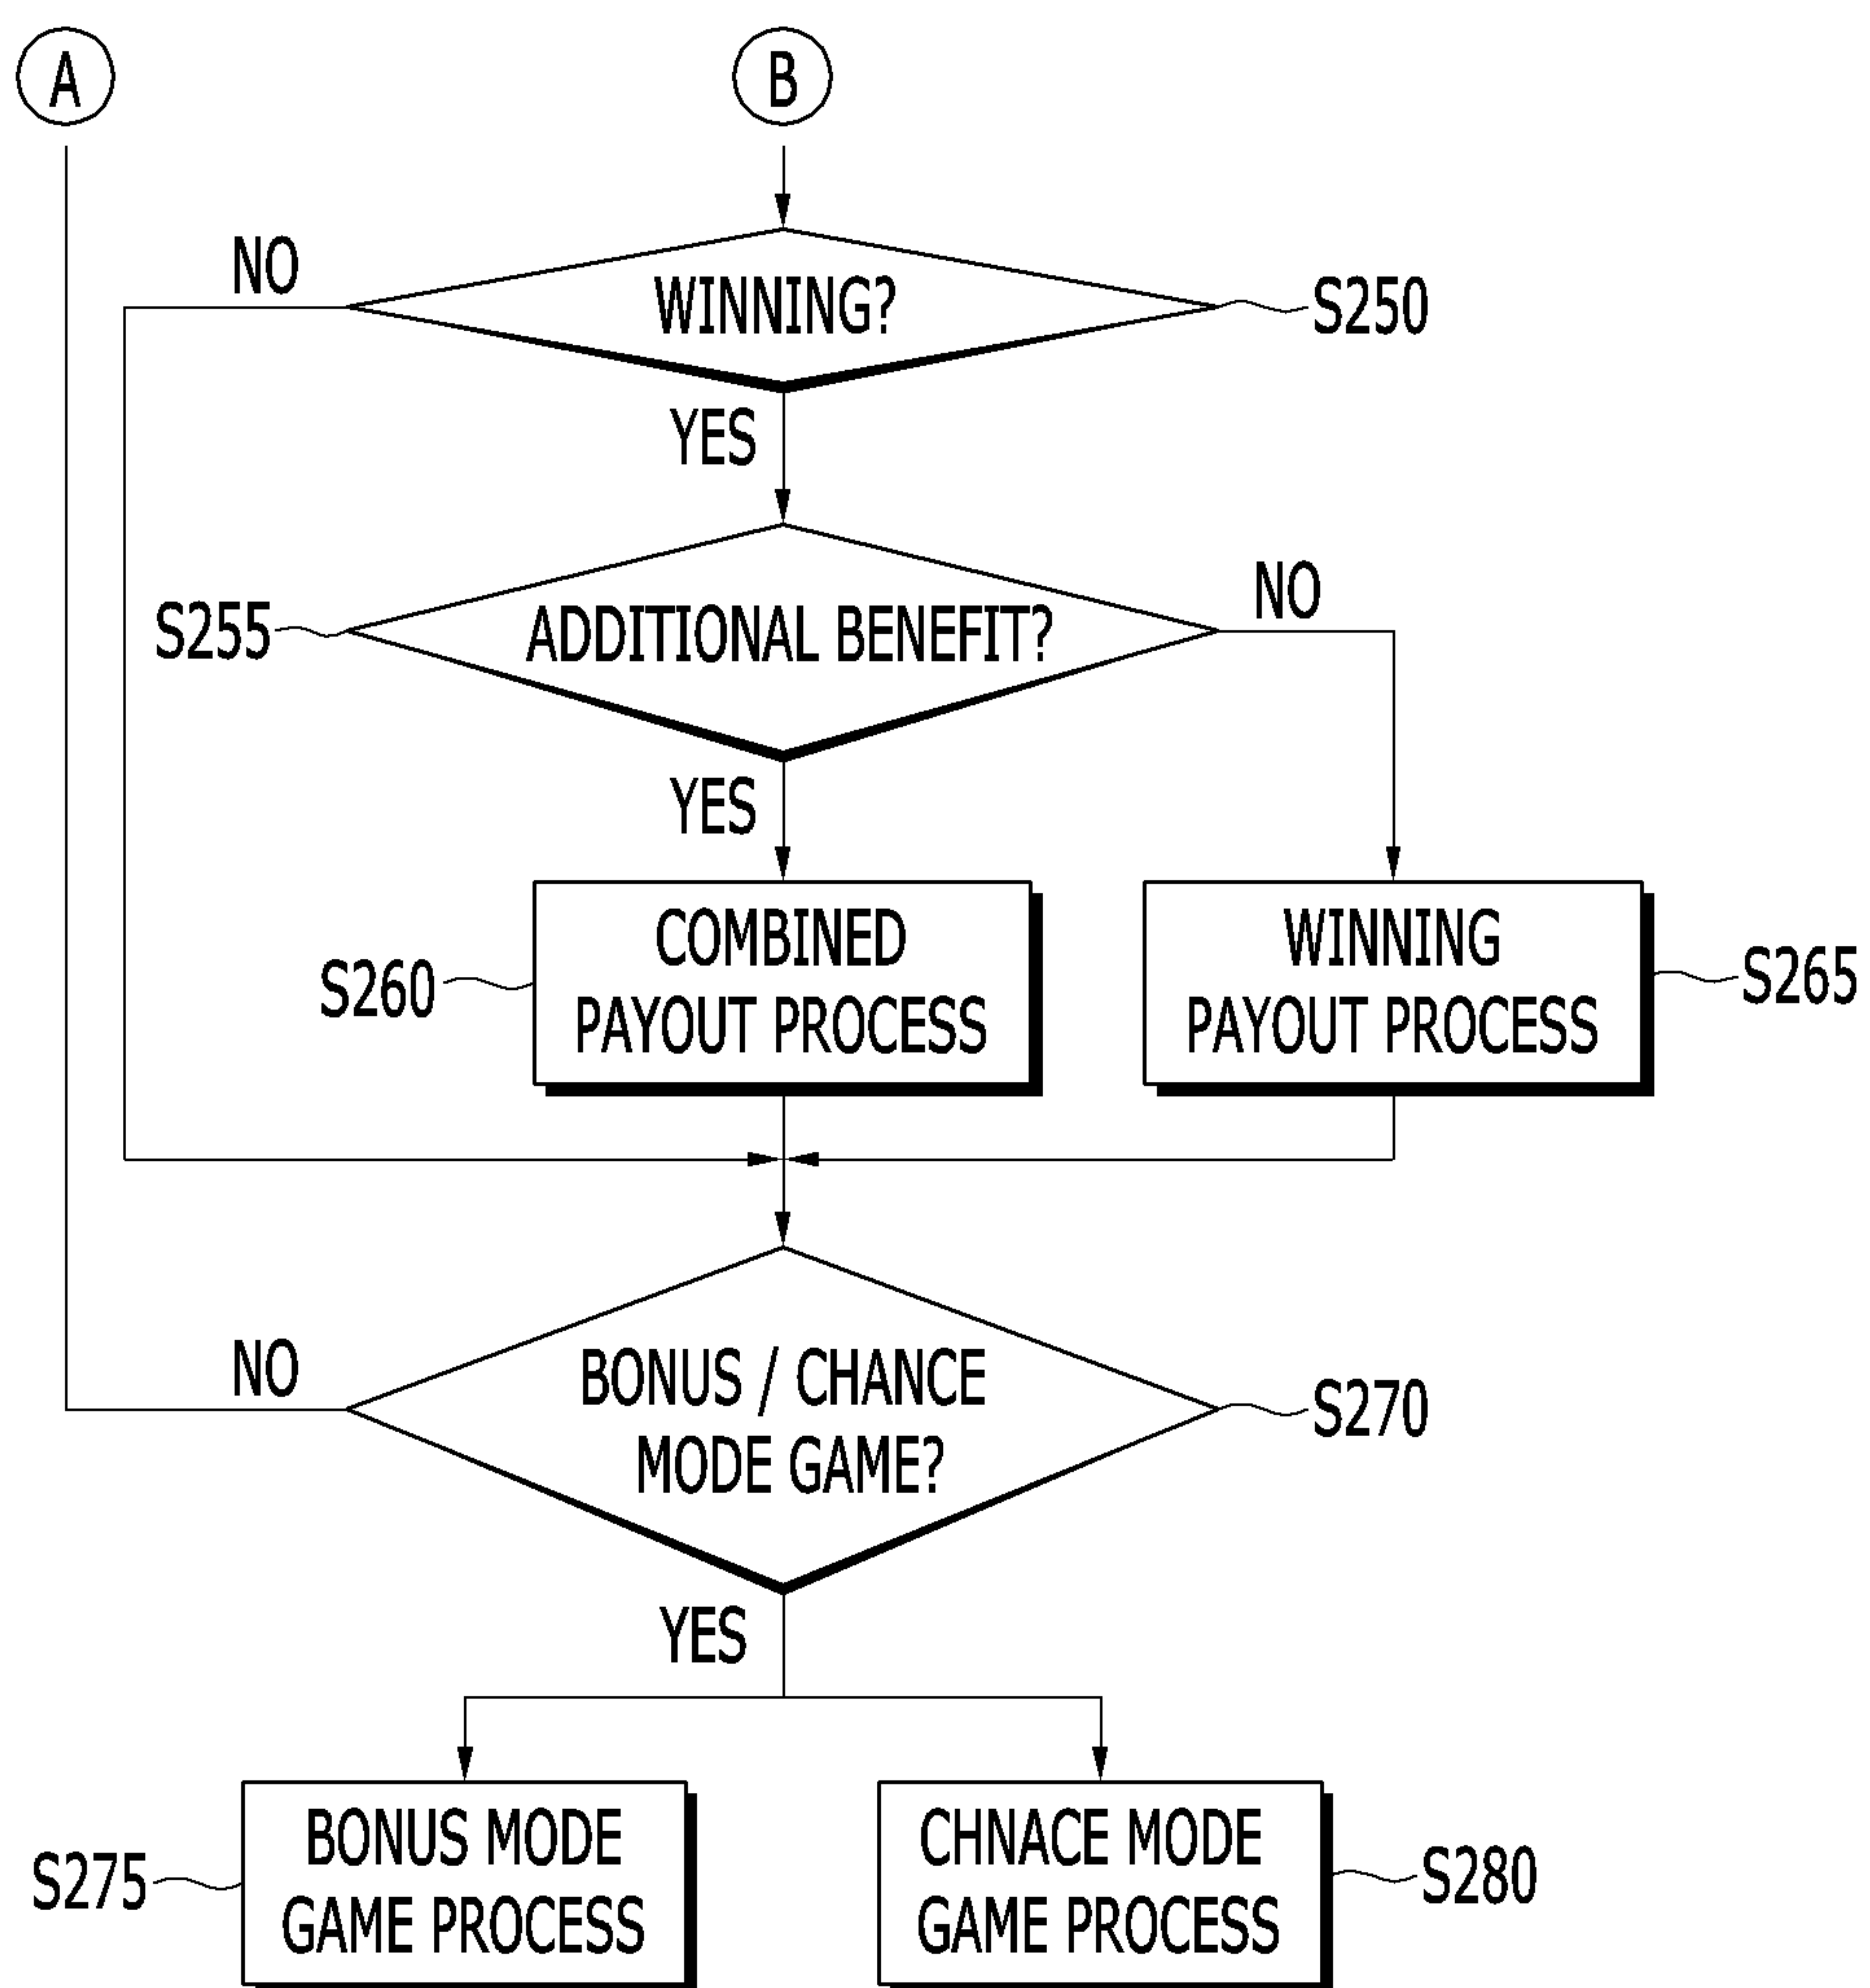 A
B
NO
WINNING?
S250
YES
NO
S255
ADDITIONAL BENEFIT?
YES
COMBINED
PAYOUT PROCESS
S260
WINNING
PAYOUT PROCESS
S265
NO
BONUS / CHANCE
MODE GAME?
S270
YES
BONUS MODE
GAME PROCESS
S275
CHNACE MODE
GAME PROCESS
S280